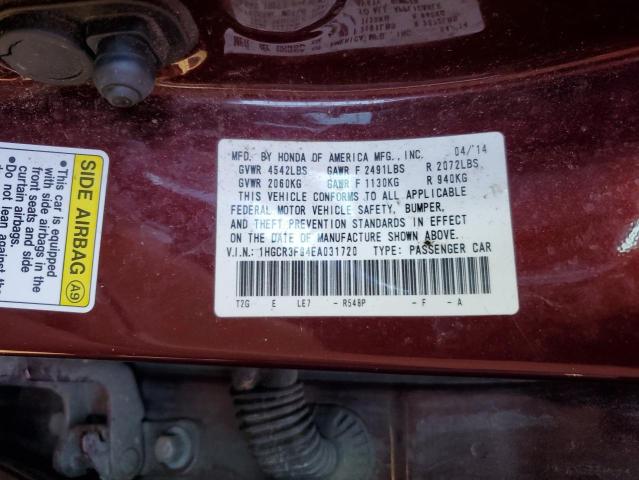 MFD. BY HONDA OF AMERICA MFG., INC. 04/14
GVWR 4542LBS GAWR F 2491LBS R 2072LBS
GVWR 2060KG GAWR F 1130KG R 940KG
THIS VEHICLE CONFORMS TO ALL APPLICABLE
FEDERAL MOTOR VEHICLE SAFETY, BUMPER,
AND THEFT PREVENTION STANDARDS IN EFFECT
ON THE DATE OF MANUFACTURE SHOWN ABOVE.
V.I.N.: 1HGCR3F94EA031720 TYPE: PASSENGER CAR
T2G E LE7 - R548P - F - A
SIDE AIRBAG A9
• This car is equipped
with side airbags in the
front seats and side
curtain airbags.
• Do not lean